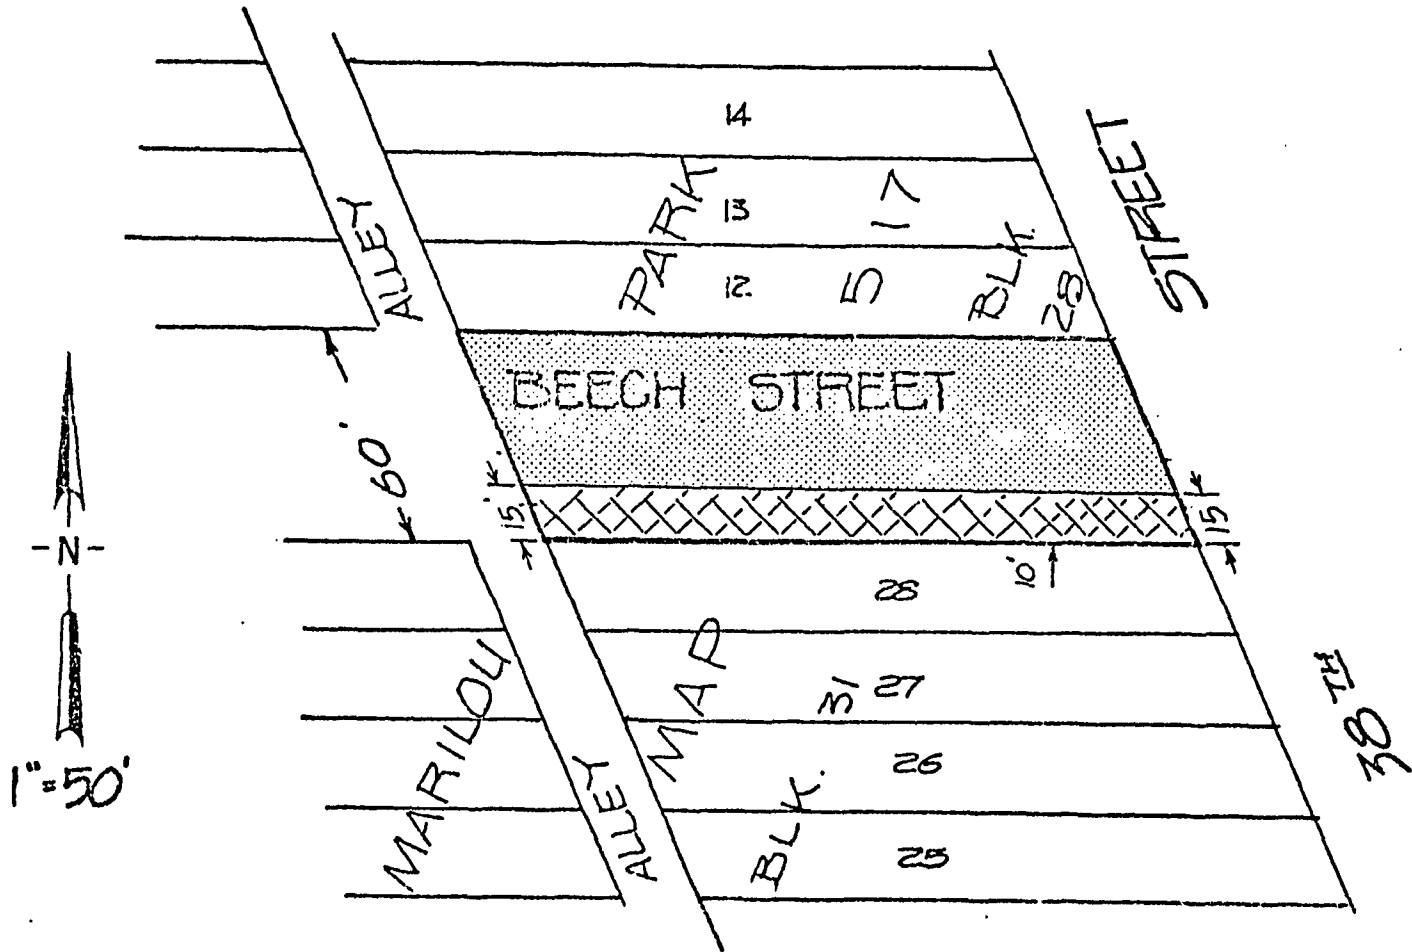 14
STREET
PARK
13
17
ALLEY
12
5
BLK.
28
BEECH STREET
60'
15'
15'
- N -
10'
28
MARILOU
MAP
31
27
38TH
26
1"=50'
ALLEY
BLK.
25